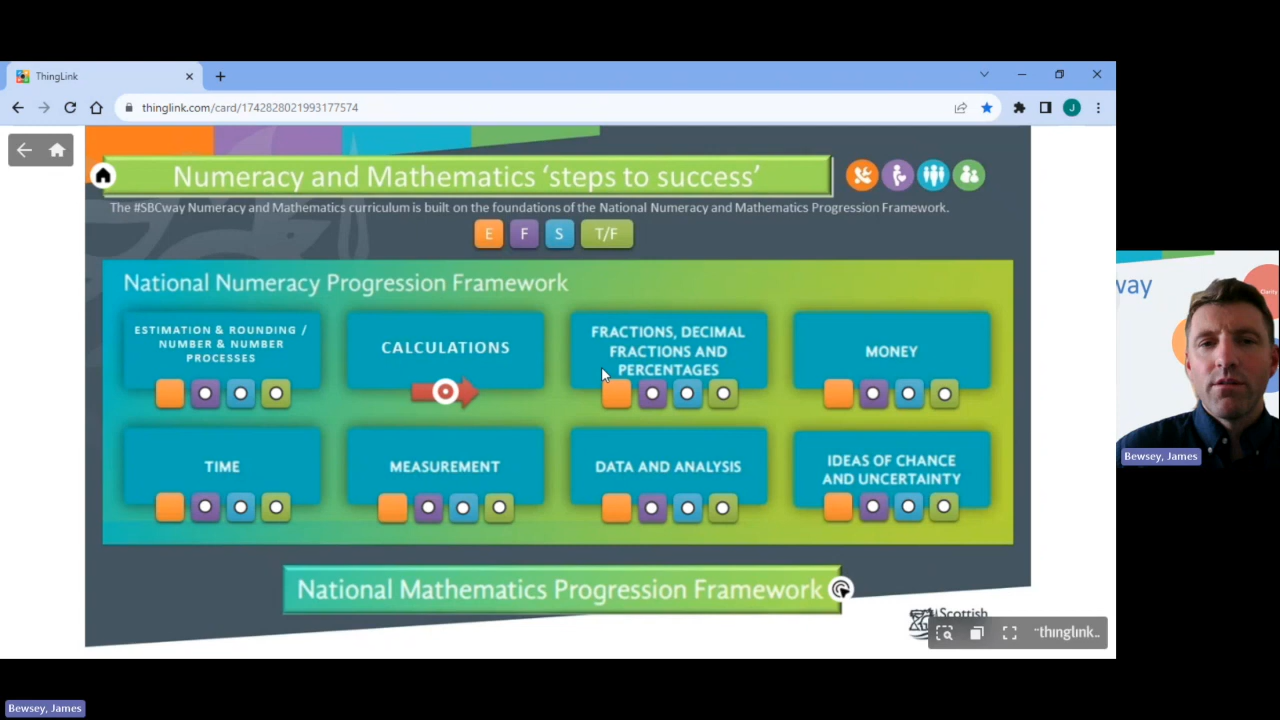 ThingLink
thinglink.com/card/1742828021993177574
J
Numeracy and Mathematics 'steps to success'
The #SBCway Numeracy and Mathematics curriculum is built on the foundations of the National Numeracy and Mathematics Progression Framework.
E F S T/F
National Numeracy Progression Framework
ESTIMATION & ROUNDING /
NUMBER & NUMBER
PROCESSES
CALCULATIONS
FRACTIONS, DECIMAL
FRACTIONS AND
PERCENTAGES
MONEY
TIME
MEASUREMENT
DATA AND ANALYSIS
IDEAS OF CHANCE
AND UNCERTAINTY
National Mathematics Progression Framework
Scottish
thinglink..
way
Clarity
Bewsey, James
Bewsey, James